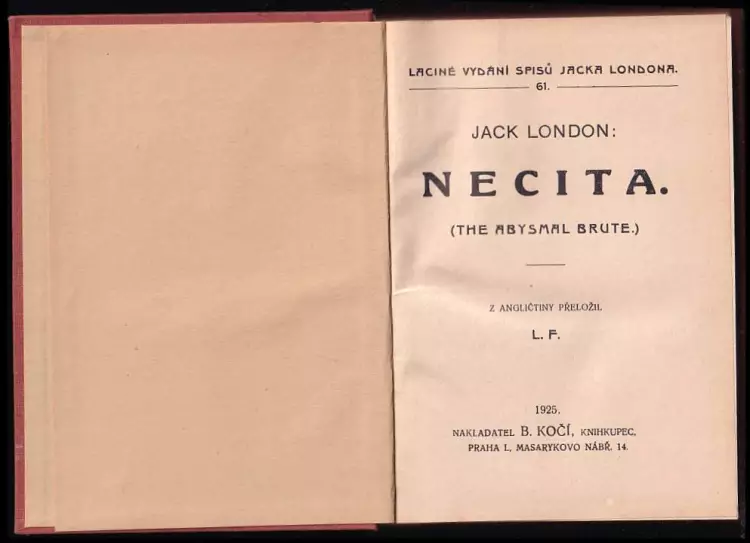 LACINÉ VYDÁNÍ SPISŮ JACKA LONDONA.
61.
JACK LONDON:
NECITA.
(THE ABYSMAL BRUTE.)
Z ANGLIČTINY PŘELOŽIL
L. F.
1925.
NAKLADATEL B. KOČÍ, KNIHKUPEC,
PRAHA I., MASARYKOVO NÁBŘ. 14.